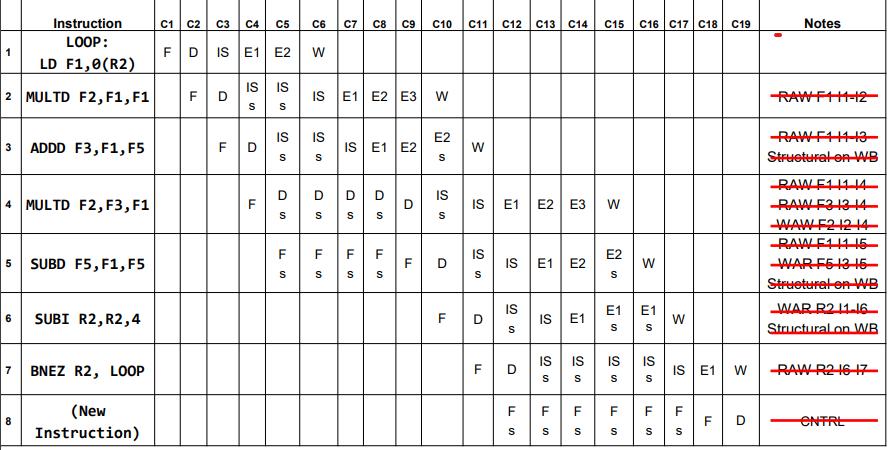 Instruction C1 C2 C3 C4 C5 C6 C7 C8 C9 C10 C11 C12 C13 C14 C15 C16 C17 C18 C19 Notes
1 LOOP: LD F1,0(R2) F D IS E1 E2 W
2 MULTD F2,F1,F1 F D IS s IS s IS E1 E2 E3 W RAW F1 I1-I2
3 ADDD F3,F1,F5 F D IS s IS s IS E1 E2 E2 s W RAW F1 I1-I3 Structural on WB
4 MULTD F2,F3,F1 F D s D s D s D s D IS s IS E1 E2 E3 W RAW F1 I1-I4 RAW F3 I3-I4 WAW F2 I2-I4
5 SUBD F5,F1,F5 F s F s F s F s F D IS s IS E1 E2 E2 s W RAW F1 I1-I5 WAR F5 I3-I5 Structural on WB
6 SUBI R2,R2,4 F D IS s IS E1 E1 s E1 s W WAR R2 I1-I6 Structural on WB
7 BNEZ R2, LOOP F D IS s IS s IS s IS s IS E1 W RAW R2 I6-I7
8 (New Instruction) F s F s F s F s F s F s F D CNTRL